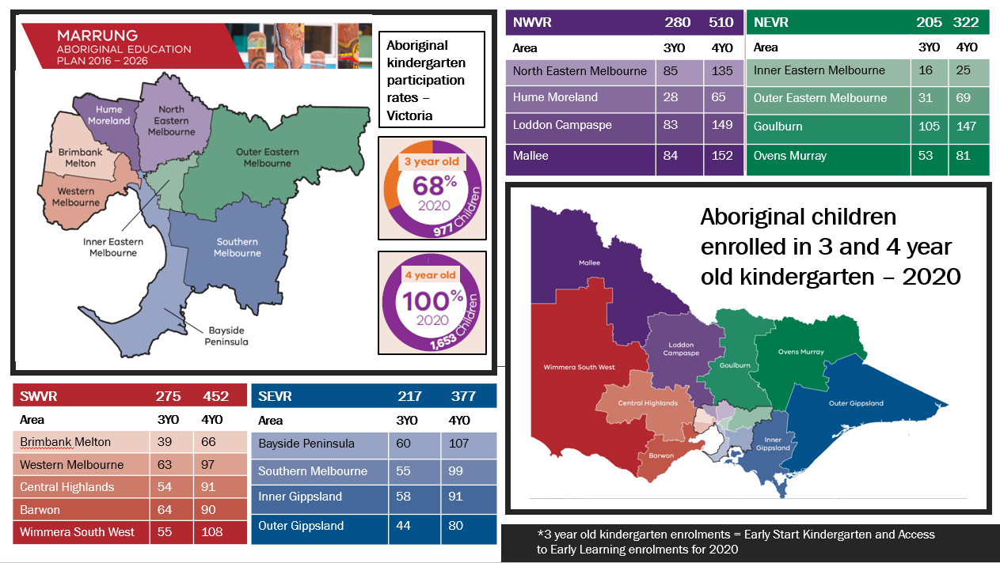 MARRUNG
ABORIGINAL EDUCATION
PLAN 2016 – 2026
Hume
Moreland
North
Eastern
Melbourne
Brimbank
Melton
Outer Eastern
Melbourne
Western
Melbourne
Inner Eastern
Melbourne
Southern
Melbourne
Bayside
Peninsula
Aboriginal
kindergarten
participation
rates –
Victoria
3 year old
68%
2020
977 Children
4 year old
100%
2020
1,653 Children
NWVR 280 510
Area 3YO 4YO
North Eastern Melbourne 85 135
Hume Moreland 28 65
Loddon Campaspe 83 149
Mallee 84 152
NEVR 205 322
Area 3YO 4YO
Inner Eastern Melbourne 16 25
Outer Eastern Melbourne 31 69
Goulburn 105 147
Ovens Murray 53 81
Aboriginal children
enrolled in 3 and 4 year
old kindergarten – 2020
Mallee
Loddon
Campaspe
Goulburn
Ovens Murray
Wimmera South West
Central Highlands
Outer Gippsland
Inner
Gippsland
Barwon
SWVR 275 452
Area 3YO 4YO
Brimbank Melton 39 66
Western Melbourne 63 97
Central Highlands 54 91
Barwon 64 90
Wimmera South West 55 108
SEVR 217 377
Area 3YO 4YO
Bayside Peninsula 60 107
Southern Melbourne 55 99
Inner Gippsland 58 91
Outer Gippsland 44 80
*3 year old kindergarten enrolments = Early Start Kindergarten and Access
to Early Learning enrolments for 2020